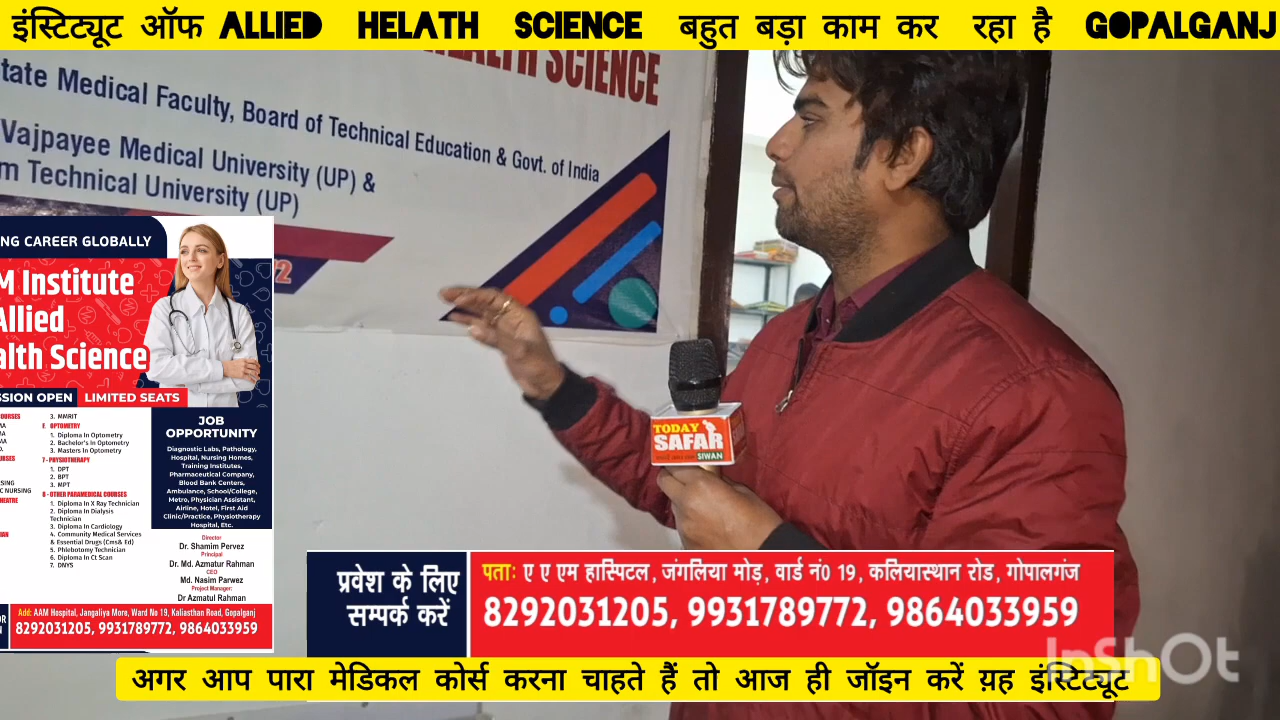 इंस्टिट्यूट ऑफ ALLIED HELATH SCIENCE बहुत बड़ा काम कर रहा है GOPALGANJ
HEALTH SCIENCE
tate Medical Faculty, Board of Technical Education & Govt. of India
Vajpayee Medical University (UP) &
m Technical University (UP)
NG CAREER GLOBALLY
M Institute
Allied
alth Science
SSION OPEN LIMITED SEATS
OURSES
3. MMRIT
E OPTOMETRY
1. Diploma In Optometry
2. Bachelor's In Optometry
3. Masters In Optometry
7 - PHYSIOTHERAPY
1. DPT
2. BPT
3. MPT
8 - OTHER PARAMEDICAL COURSES
1. Diploma In X Ray Technician
2. Diploma In Dialysis
Technician
3. Diploma In Cardiology
4. Community Medical Services
& Essential Drugs (Cms& Ed)
5. Phlebotomy Technician
6. Diploma In Ct Scan
7. DNYS
JOB
OPPORTUNITY
Diagnostic Labs, Pathology,
Hospital, Nursing Homes,
Training Institutes,
Pharmaceutical Company,
Blood Bank Centers,
Ambulance, School/College,
Metro, Physician Assistant,
Airline, Hotel, First Aid
Clinic/Practice, Physiotherapy
Hospital, Etc.
Director
Dr. Shamim Pervez
Principal
Dr. Md. Azmatur Rahman
CEO
Md. Nasim Parwez
Project Manager:
Dr Azmatul Rahman
Add: AAM Hospital, Jangaliya More, Ward No 19, Kaliasthan Road, Gopalganj
8292031205, 9931789772, 9864033959
TODAY
SAFAR
SIWAN
प्रवेश के लिए
सम्पर्क करें
पताः ए ए एम हास्पिटल, जंगलिया मोड़, वार्ड नं0 19, कलियास्थान रोड, गोपालगंज
8292031205, 9931789772, 9864033959
InShOt
अगर आप पारा मेडिकल कोर्स करना चाहते हैं तो आज ही जॉइन करें य़ह इंस्टिट्यूट